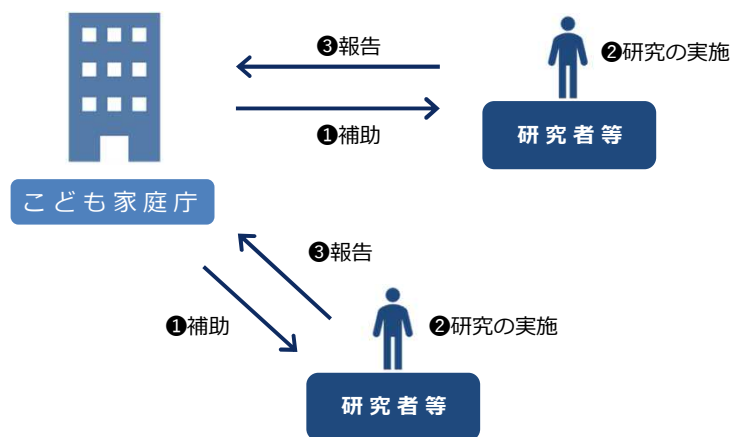 ❸報告
❷研究の実施
❶補助
研究者等
こども家庭庁
❸報告
❶補助
❷研究の実施
研究者等